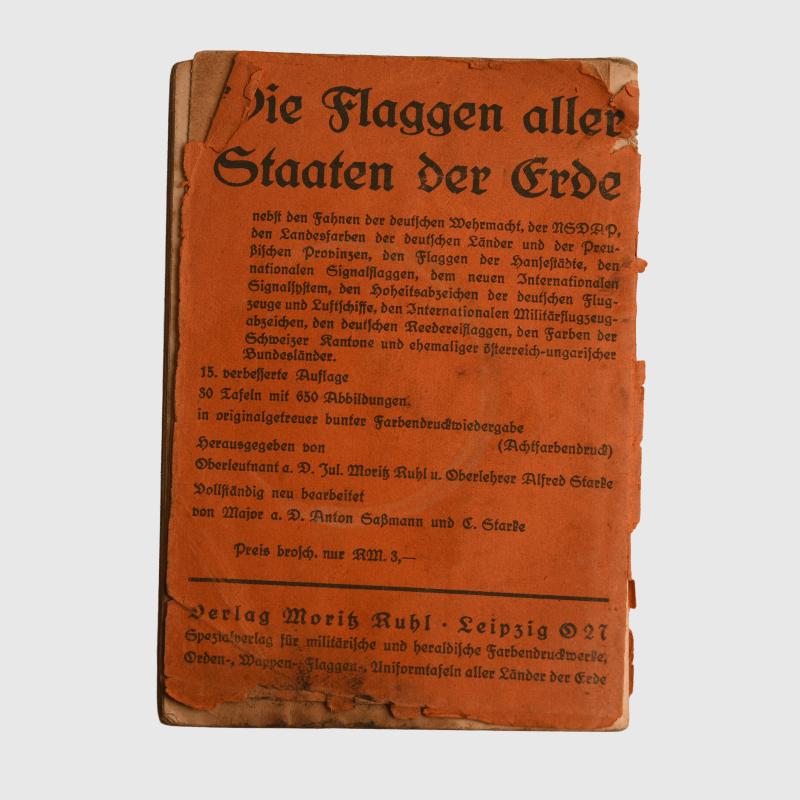 Die Flaggen aller
Staaten der Erde
nebst den Fahnen der deutschen Wehrmacht, der NSDAP,
den Landesfarben der deutschen Länder und der Preu-
ßischen Provinzen, den Flaggen der Hansestädte, den
nationalen Signalflaggen, dem neuen Internationalen
Signalsystem, den Hoheitsabzeichen der deutschen Flug-
zeuge und Luftschiffe, den Internationalen Militärflugzeug-
abzeichen, den deutschen Reedereiflaggen, den Farben der
Schweizer Kantone und ehemaliger österreich-ungarischer
Bundesländer.
15. verbesserte Auflage
30 Tafeln mit 650 Abbildungen.
in originalgetreuer bunter Farbendruckwiedergabe
(Achtfarbendruck)
Herausgegeben von
Oberleutnant a. D. Jul. Moritz Ruhl u. Oberlehrer Alfred Starke
Vollständig neu bearbeitet
von Major a. D. Anton Saßmann und C. Starke
Preis brosch. nur RM. 3,—
Verlag Moritz Ruhl · Leipzig O 27
Spezialverlag für militärische und heraldische Farbendruckwerke,
Orden-, Wappen-, Flaggen-, Uniformtafeln aller Länder der Erde